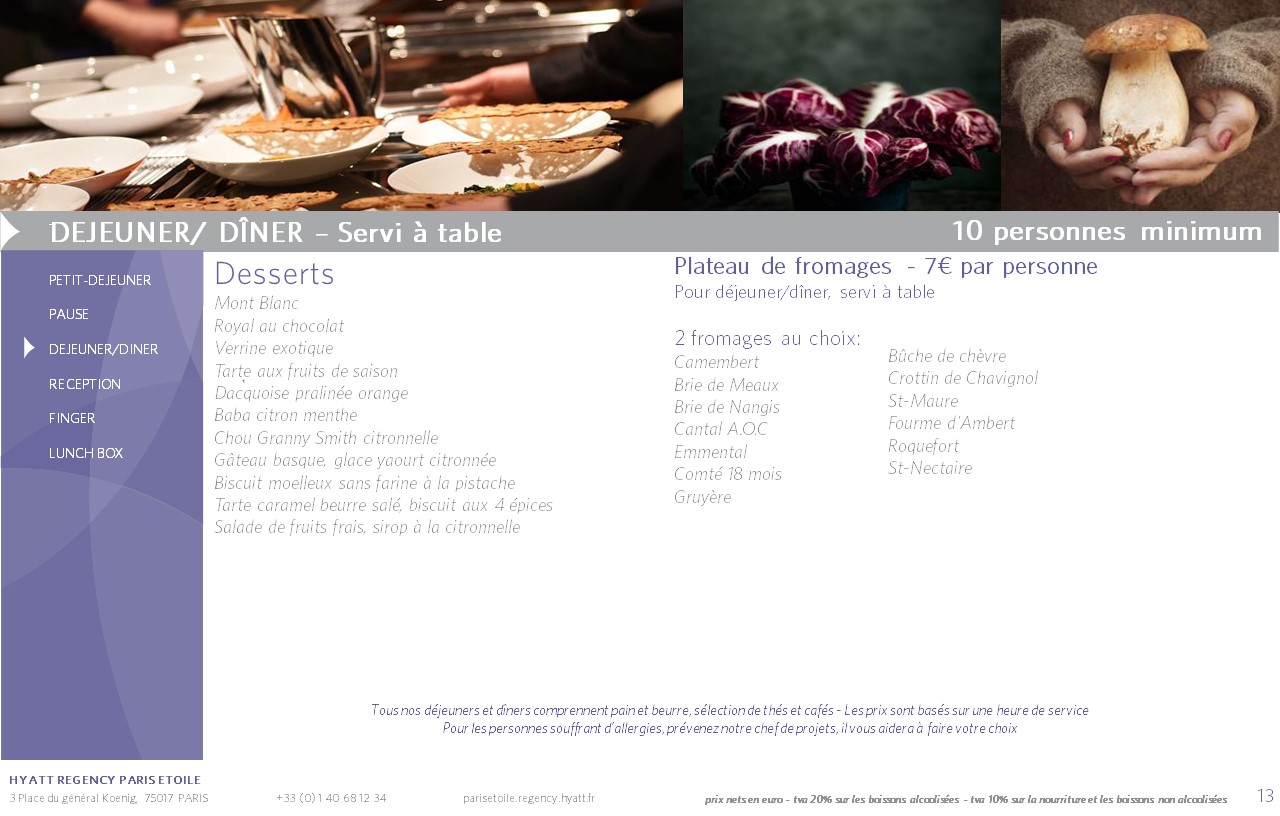 DEJEUNER/ DÎNER – Servi à table
10 personnes minimum
PETIT-DEJEUNER
PAUSE
DEJEUNER/DINER
RECEPTION
FINGER
LUNCH BOX
Desserts
Mont Blanc
Royal au chocolat
Verrine exotique
Tarte aux fruits de saison
Dacquoise pralinée orange
Baba citron menthe
Chou Granny Smith citronnelle
Gâteau basque, glace yaourt citronnée
Biscuit moelleux sans farine à la pistache
Tarte caramel beurre salé, biscuit aux 4 épices
Salade de fruits frais, sirop à la citronnelle
Plateau de fromages - 7€ par personne
Pour déjeuner/dîner, servi à table
2 fromages au choix:
Camembert
Brie de Meaux
Brie de Nangis
Cantal A.O.C
Emmental
Comté 18 mois
Gruyère
Bûche de chèvre
Crottin de Chavignol
St-Maure
Fourme d'Ambert
Roquefort
St-Nectaire
Tous nos déjeuners et dîners comprennent pain et beurre, sélection de thés et cafés - Les prix sont basés sur une heure de service
Pour les personnes souffrant d'allergies, prévenez notre chef de projets, il vous aidera à faire votre choix
HYATT REGENCY PARIS ETOILE
3 Place du général Koenig, 75017 PARIS
+33 (0) 1 40 68 12 34
parisetoile.regency.hyatt.fr
prix nets en euro - tva 20% sur les boissons alcoolisées - tva 10% sur la nourriture et les boissons non alcoolisées
13